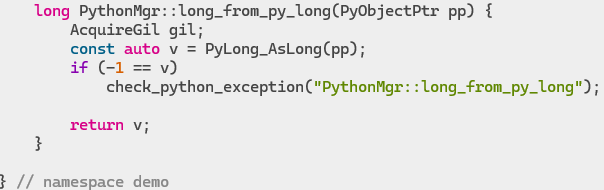 long PythonMgr::long_from_py_long(PyObjectPtr pp) {
    AcquireGil gil;
    const auto v = PyLong_AsLong(pp);
    if (-1 == v)
        check_python_exception("PythonMgr::long_from_py_long");
    return v;
}
} // namespace demo